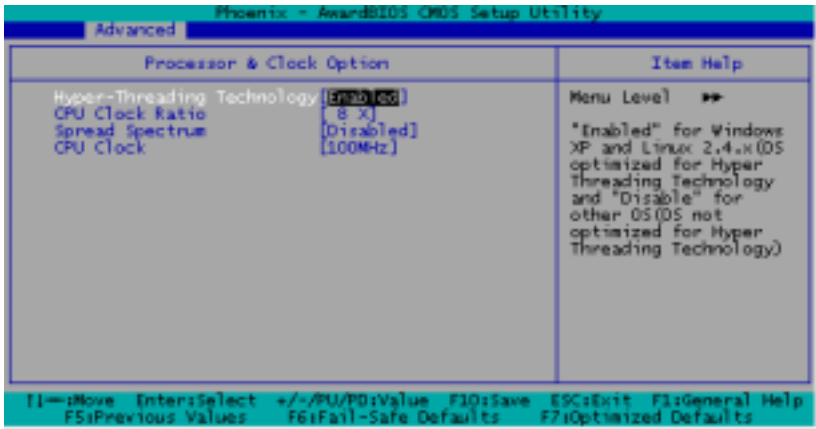 Phoenix - AwardBIOS CMOS Setup Utility
Advanced
Processor & Clock Option
Item Help
Hyper-Threading Technology [Enabled]
CPU Clock Ratio [ 8 X]
Spread Spectrum [Disabled]
CPU Clock [100MHz]
Menu Level ▶▶
"Enabled" for Windows
XP and Linux 2.4.x(OS
optimized for Hyper
Threading Technology
and "Disable" for
other OS(OS not
optimized for Hyper
Threading Technology)
↑↓→←:Move Enter:Select +/-/PU/PD:Value F10:Save ESC:Exit F1:General Help
F5:Previous Values F6:Fail-Safe Defaults F7:Optimized Defaults